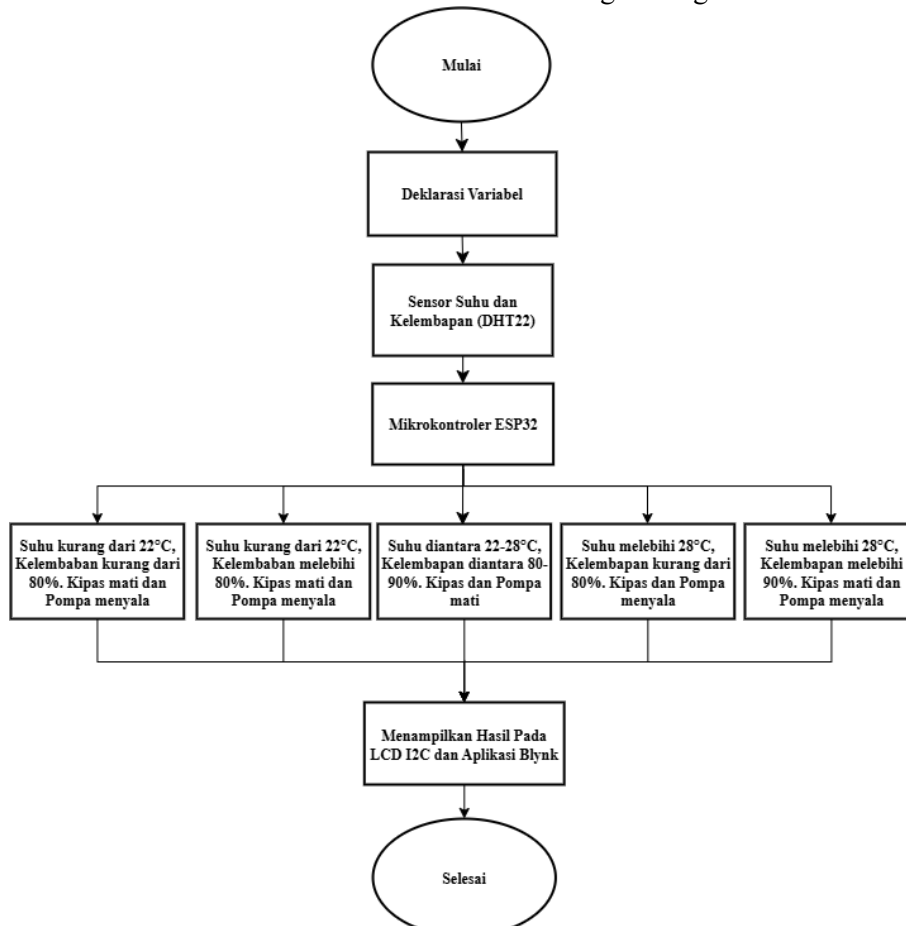 Mulai
Deklarasi Variabel
Sensor Suhu dan
Kelembapan (DHT22)
Mikrokontroler ESP32
Suhu kurang dari 22°C,
Kelembaban kurang dari
80%. Kipas mati dan
Pompa menyala
Suhu kurang dari 22°C,
Kelembaban melebihi
80%. Kipas mati dan
Pompa menyala
Suhu diantara 22-28°C,
Kelembapan diantara 80-
90%. Kipas dan Pompa
mati
Suhu melebihi 28°C,
Kelembapan kurang dari
80%. Kipas dan Pompa
menyala
Suhu melebihi 28°C,
Kelembapan melebihi
90%. Kipas mati dan
Pompa menyala
Menampilkan Hasil Pada
LCD I2C dan Aplikasi Blynk
Selesai